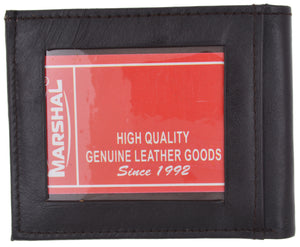 MARSHAL
HIGH QUALITY
GENUINE LEATHER GOODS
Since 1992